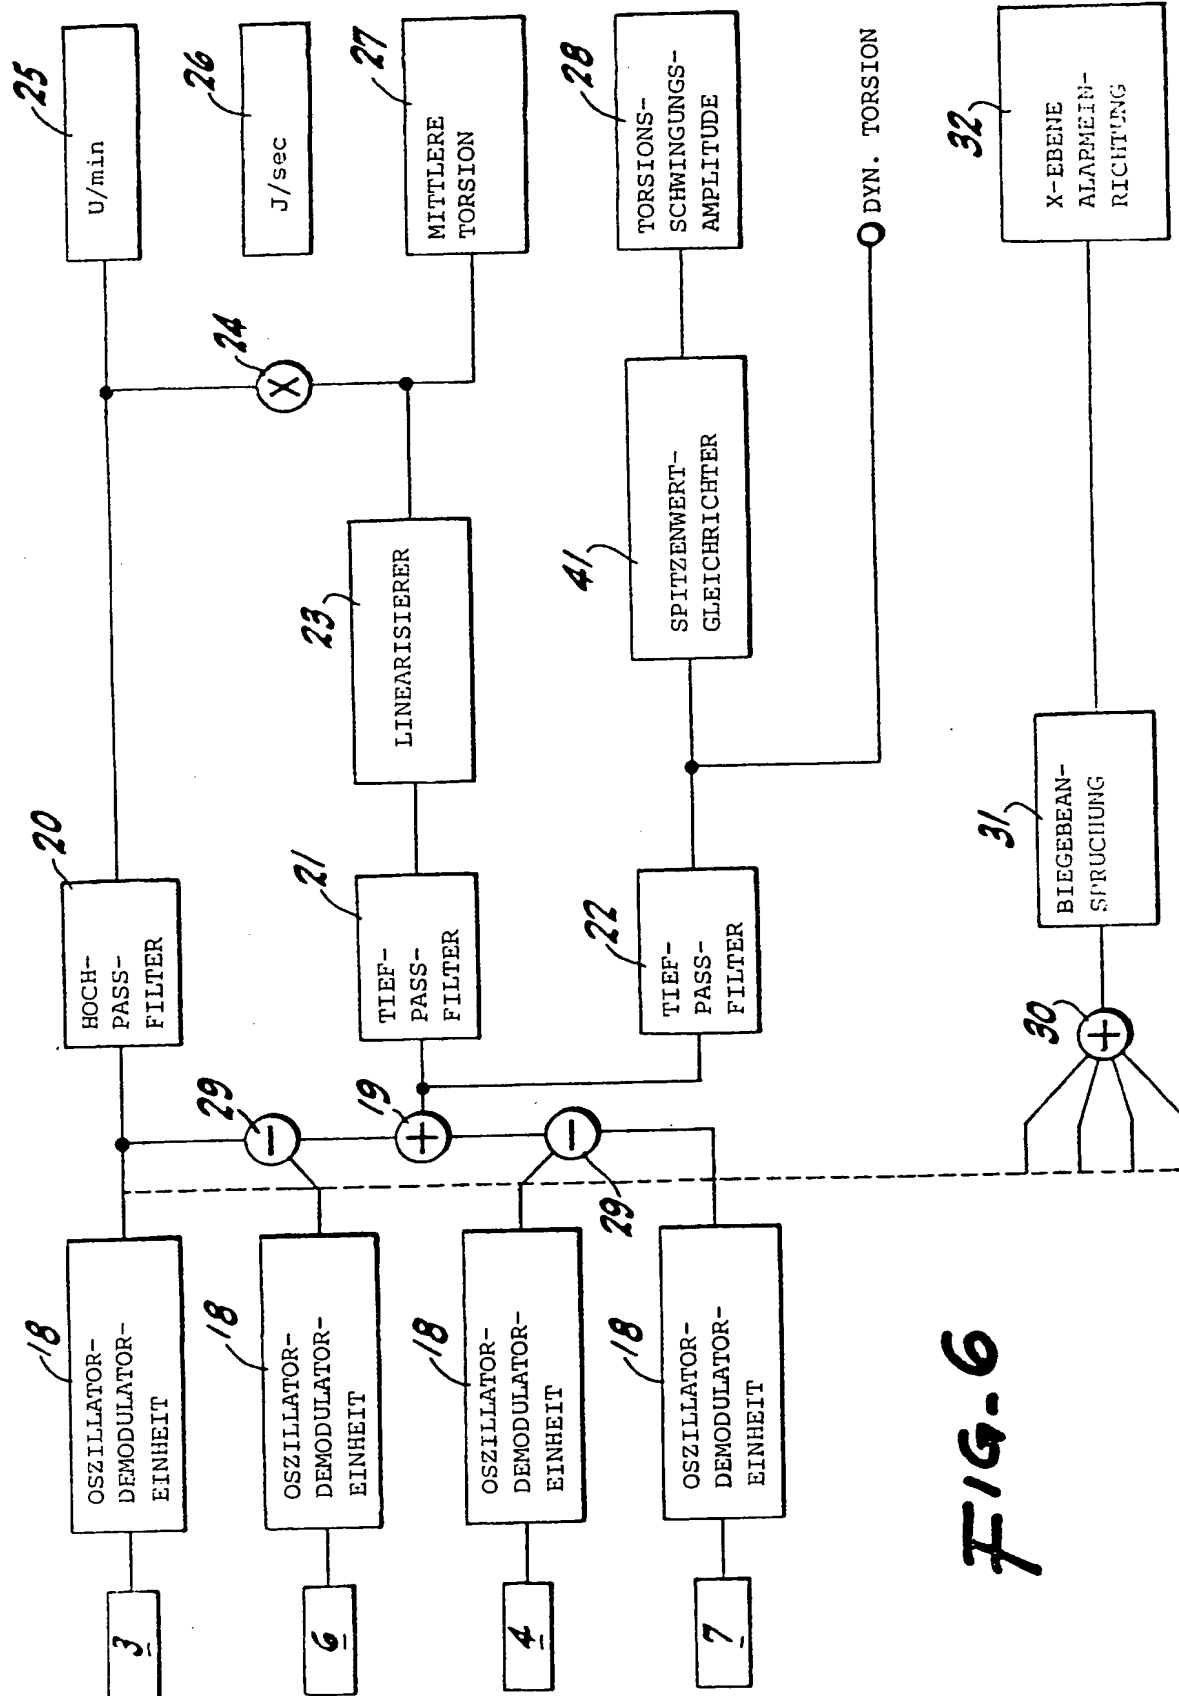 3
18
OSZILLATOR-
DEMODULATOR-
EINHEIT
29
20
HOCH-
PASS-
FILTER
25
U/min
6
18
OSZILLATOR-
DEMODULATOR-
EINHEIT
24
X
26
J/sec
19
+
−
21
TIEF-
PASS-
FILTER
23
LINEARISIERER
27
MITTLERE
TORSION
4
18
OSZILLATOR-
DEMODULATOR-
EINHEIT
−
29
22
TIEF-
PASS-
FILTER
41
SPITZENWERT-
GLEICHRICHTER
28
TORSIONS-
SCHWINGUNGS-
AMPLITUDE
7
18
OSZILLATOR-
DEMODULATOR-
EINHEIT
DYN. TORSION
30
+
31
BIEGEBEAN-
SPRUCHUNG
32
X-EBENE
ALARMEIN-
RICHTUNG
FIG-6